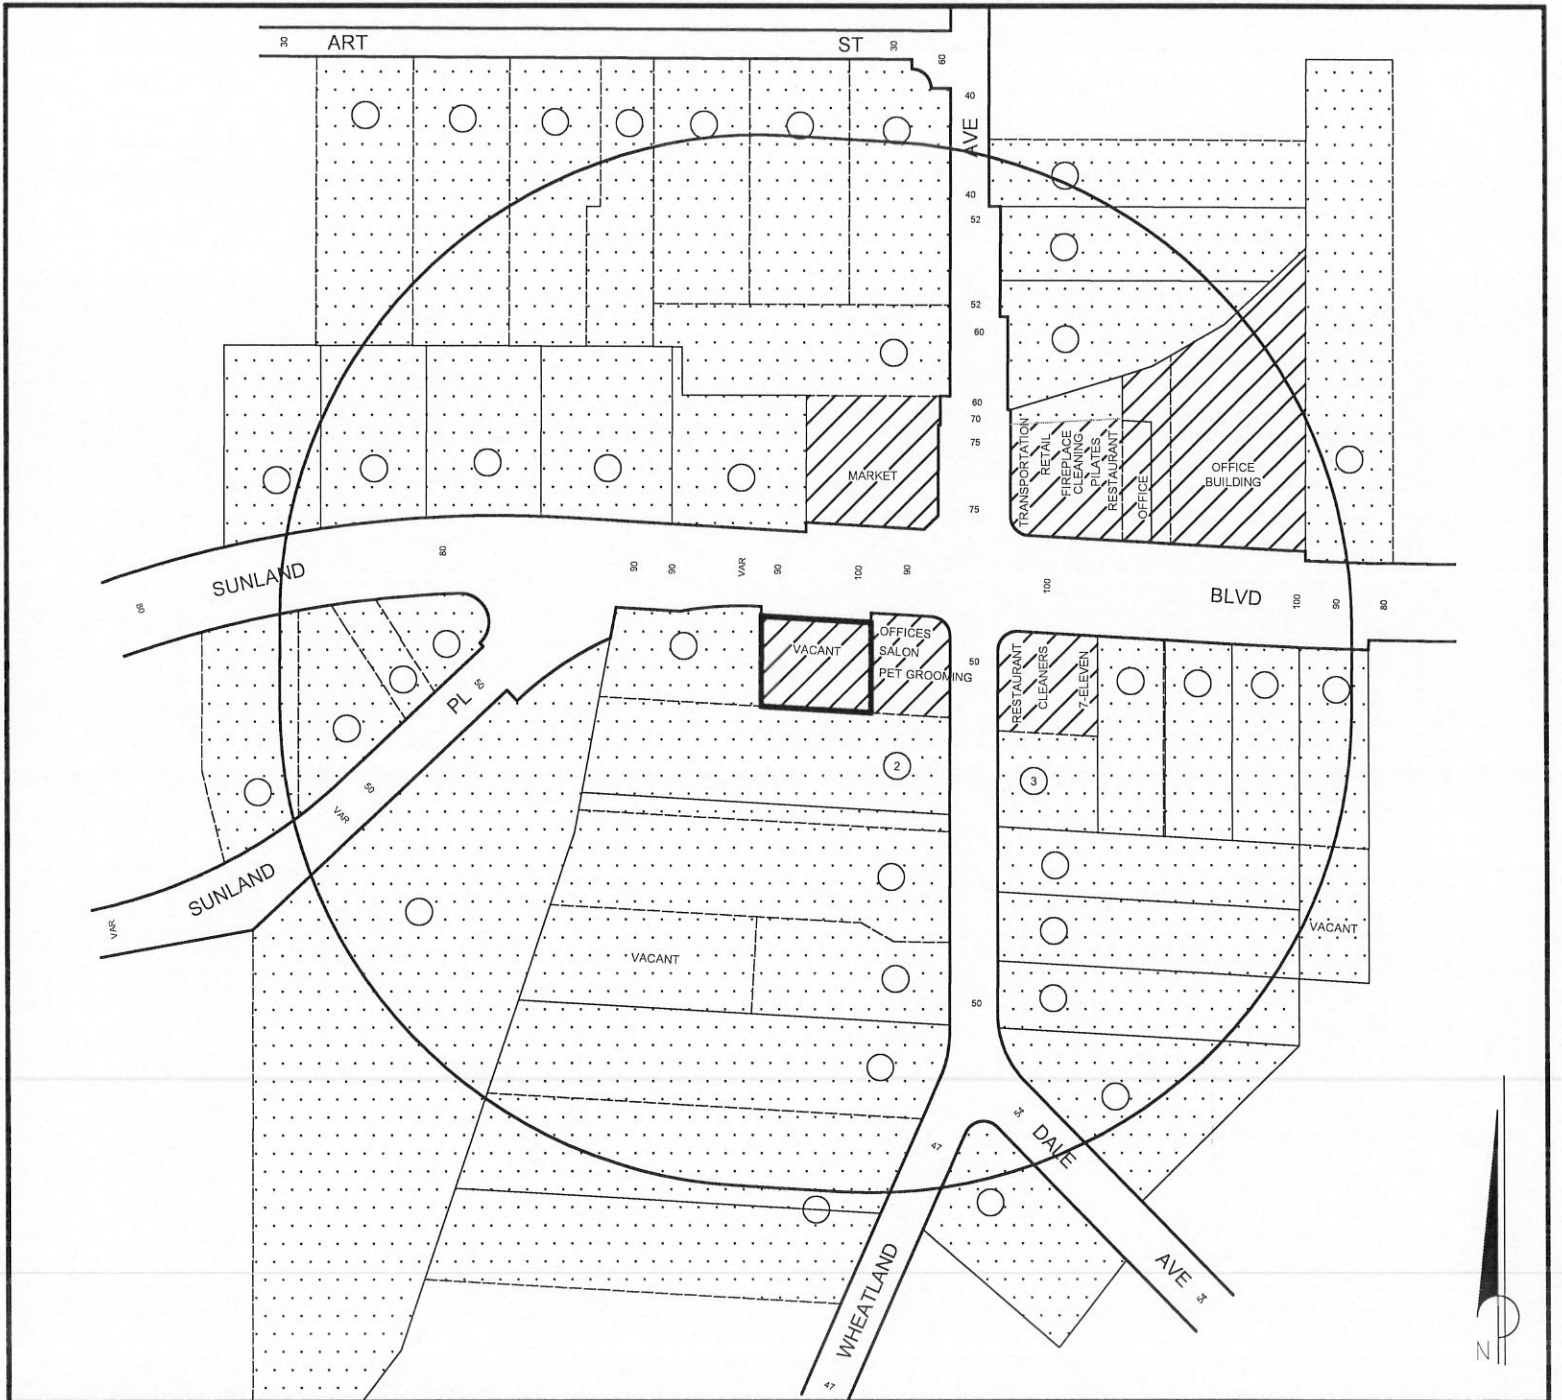 30
ART
ST
30
60
40
AVE
40
52
52
60
60
70
75
75
MARKET
TRANSPORTATION
RETAIL
FIREPLACE
CLEANING
PILATES
RESTAURANT
OFFICE
OFFICE
BUILDING
80
SUNLAND
80
90
90
VAR
90
100
90
100
BLVD
100
90
80
VACANT
OFFICES
SALON
PET GROOMING
50
RESTAURANT
CLEANERS
7-ELEVEN
PL
50
50
VAR
2
3
SUNLAND
VAR
VACANT
VACANT
50
54
DALE
47
WHEATLAND
AVE
54
47
N